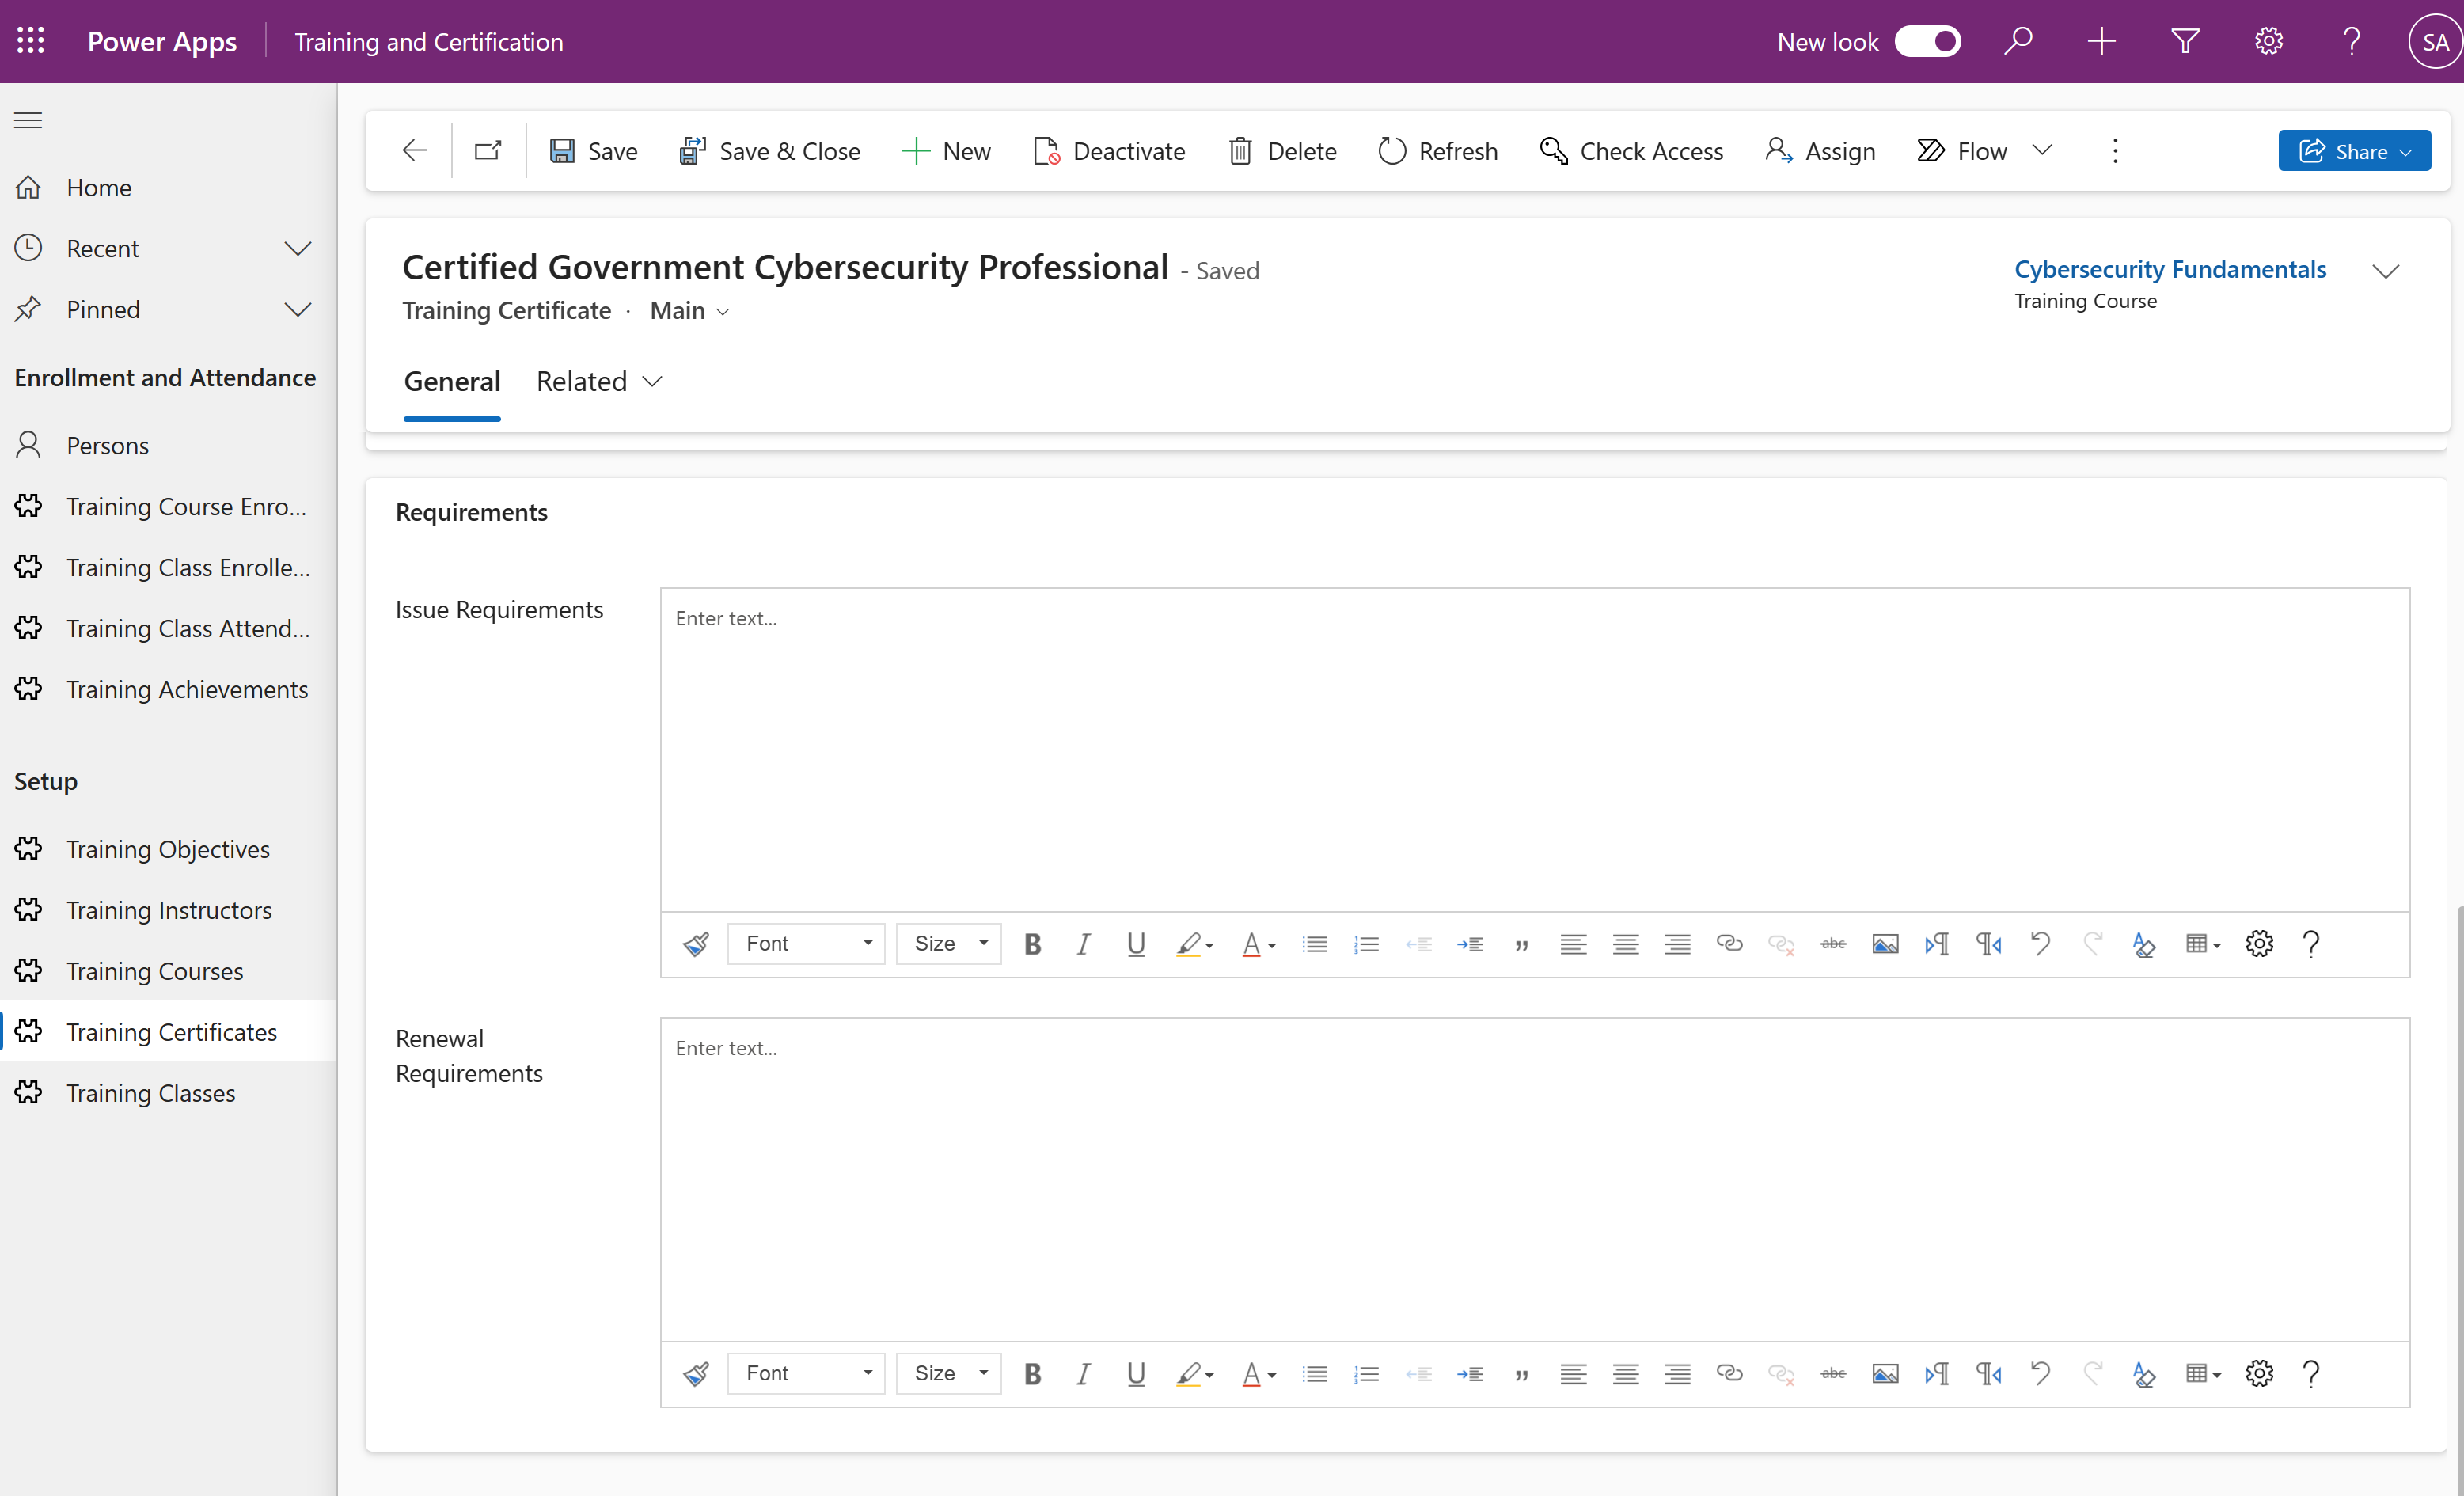 Power Apps
Training and Certification
New look
SA
Home
Recent
Pinned
Enrollment and Attendance
Persons
Training Course Enro...
Training Class Enrolle...
Training Class Attend...
Training Achievements
Setup
Training Objectives
Training Instructors
Training Courses
Training Certificates
Training Classes
Save
Save & Close
New
Deactivate
Delete
Refresh
Check Access
Assign
Flow
Share
Certified Government Cybersecurity Professional - Saved
Training Certificate · Main
Cybersecurity Fundamentals
Training Course
General
Related
Requirements
Issue Requirements
Enter text...
Font
Size
B I U A abc
Renewal
Requirements
Enter text...
Font
Size
B I U A abc